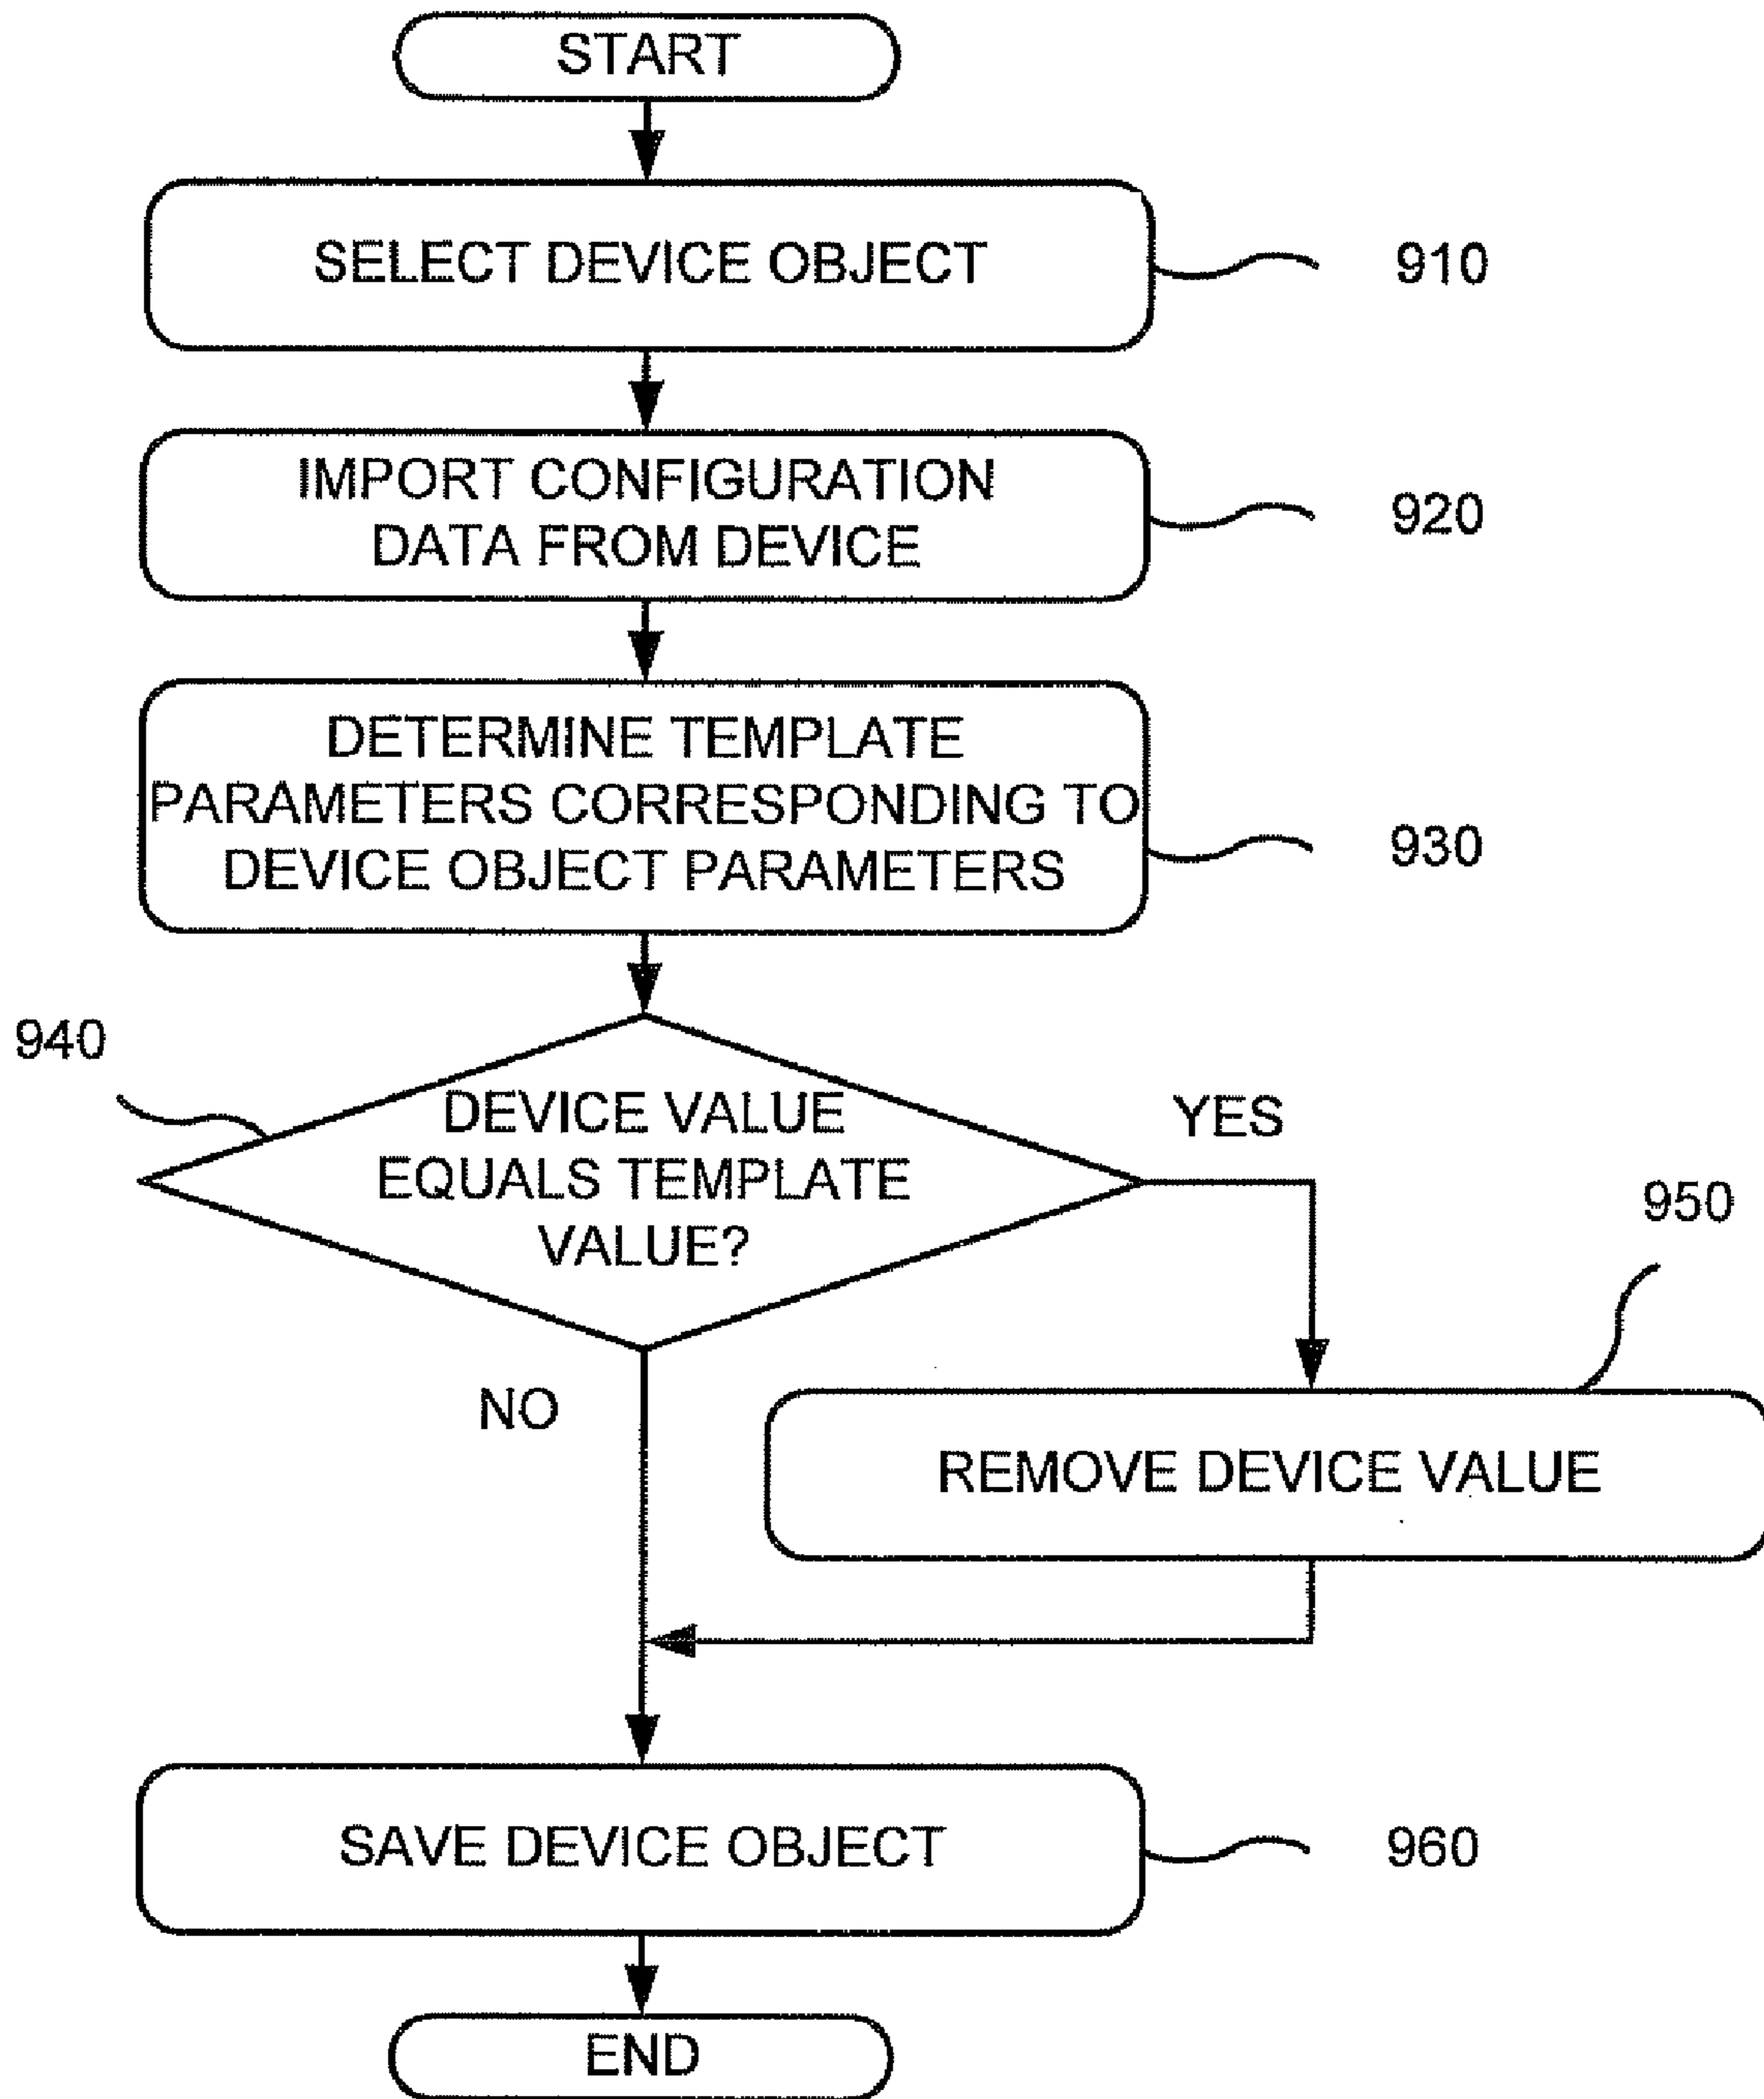 START
SELECT DEVICE OBJECT
910
IMPORT CONFIGURATION
DATA FROM DEVICE
920
DETERMINE TEMPLATE
PARAMETERS CORRESPONDING TO
DEVICE OBJECT PARAMETERS
930
940
DEVICE VALUE
EQUALS TEMPLATE
VALUE?
YES
950
NO
REMOVE DEVICE VALUE
SAVE DEVICE OBJECT
960
END